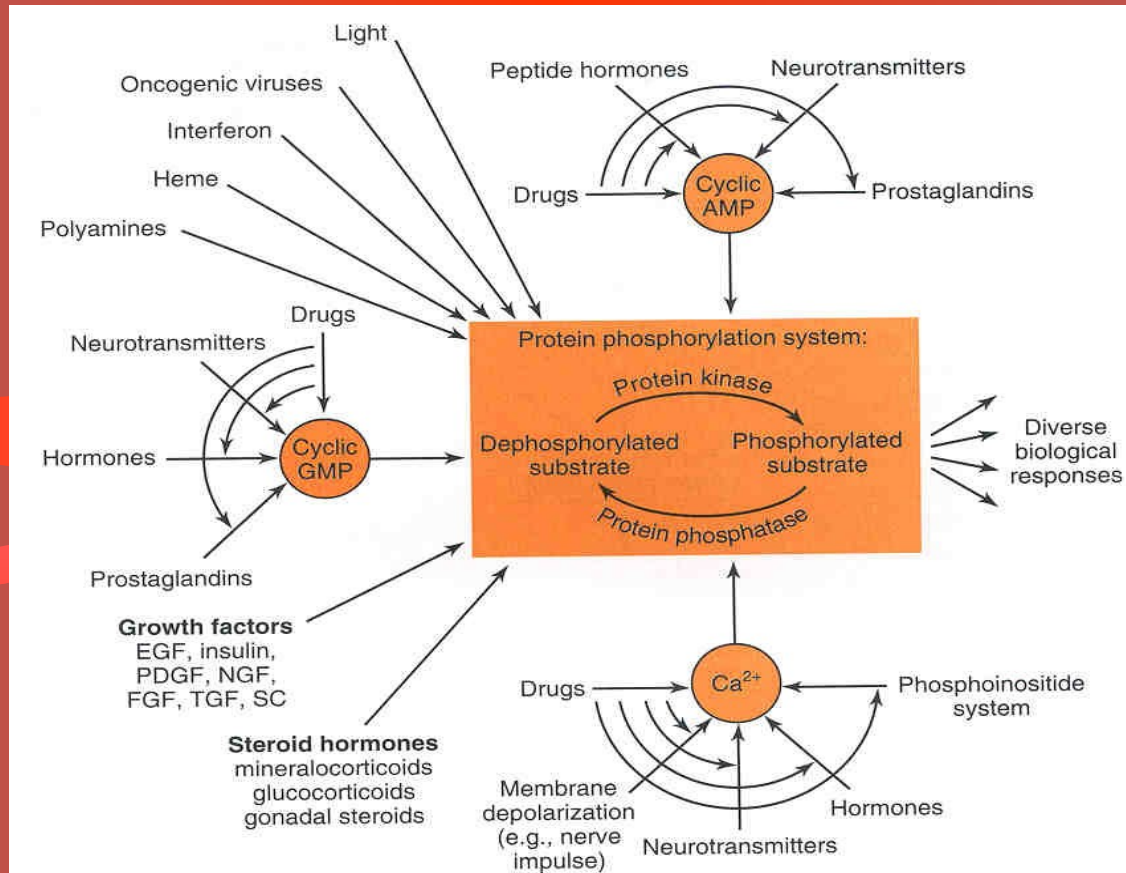 Light
Oncogenic viruses
Interferon
Heme
Polyamines
Peptide hormones
Neurotransmitters
Drugs
Cyclic
AMP
Prostaglandins
Drugs
Neurotransmitters
Hormones
Cyclic
GMP
Prostaglandins
Protein phosphorylation system:
Protein kinase
Dephosphorylated
substrate
Phosphorylated
substrate
Protein phosphatase
Diverse
biological
responses
Growth factors
EGF, insulin,
PDGF, NGF,
FGF, TGF, SC
Steroid hormones
mineralocorticoids
glucocorticoids
gonadal steroids
Drugs
Ca²⁺
Phosphoinositide
system
Membrane
depolarization
(e.g., nerve
impulse)
Neurotransmitters
Hormones